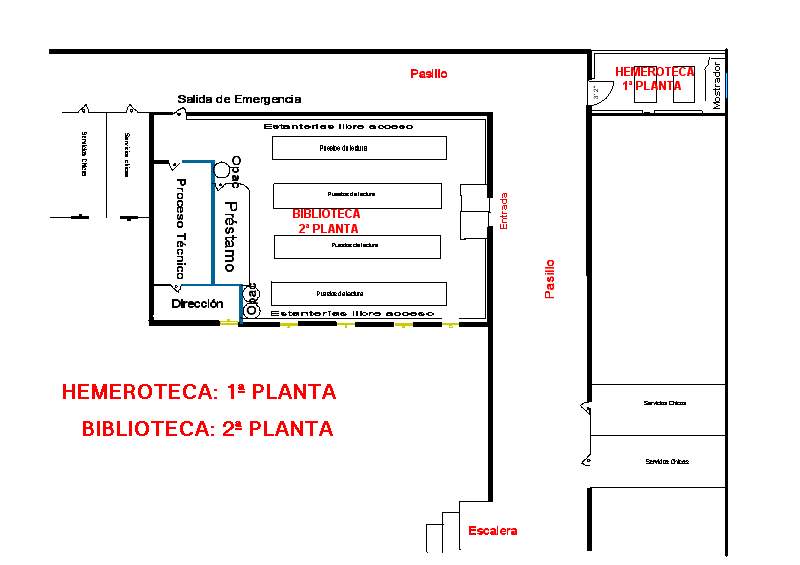 Pasillo
HEMEROTECA
1ª PLANTA
Mostrador
3'2"
Salida de Emergencia
Estanterías libre acceso
Servicios Chicas
Servicios chicos
Puestos de lectura
Opac
Puestos de lectura
Proceso Técnico
Préstamo
BIBLIOTECA
2ª PLANTA
Entrada
Puestos de lectura
Pasillo
Puestos de lectura
Opac
Dirección
Estanterías libre acceso
HEMEROTECA: 1ª PLANTA
BIBLIOTECA: 2ª PLANTA
Servicios Chicos
Servicios Chicas
Escalera